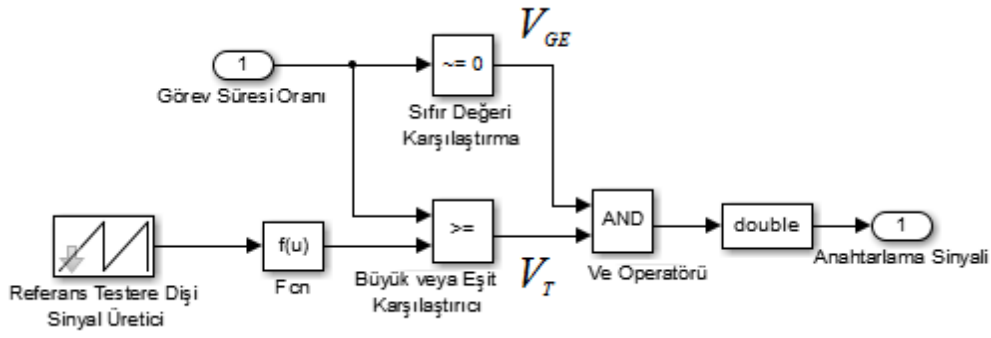 V_GE
1
~= 0
Görev Süresi Oranı
Sıfır Değeri
Karşılaştırma
AND
double
1
>=
f(u)
Anahtarlama Sinyali
Ve Operatörü
Fcn
Büyük veya Eşit
Karşılaştırıcı
V_T
Referans Testere Dişi
Sinyal Üretici